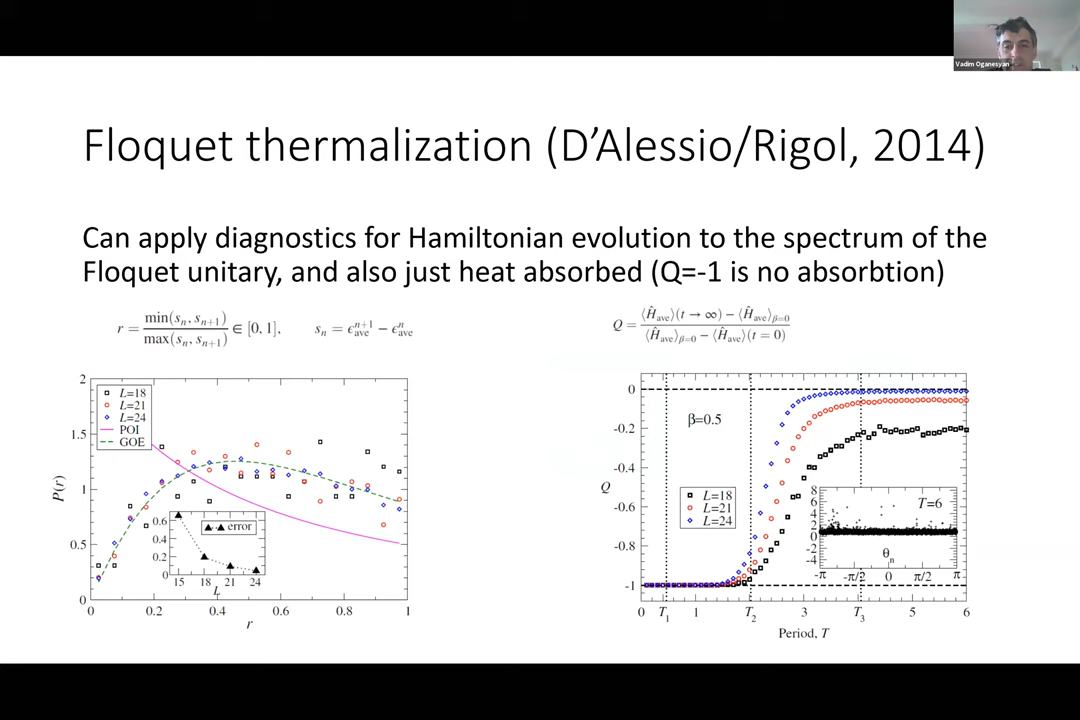 Vadim Oganesyan
Floquet thermalization (D’Alessio/Rigol, 2014)
Can apply diagnostics for Hamiltonian evolution to the spectrum of the
Floquet unitary, and also just heat absorbed (Q=-1 is no absorbtion)
r = min(s_n, s_{n+1}) / max(s_n, s_{n+1}) ∈ [0, 1],   s_n = ϵ_ave^{n+1} − ϵ_ave^n
Q = (⟨Ĥ_ave⟩(t → ∞) − ⟨Ĥ_ave⟩_{β=0}) / (⟨Ĥ_ave⟩_{β=0} − ⟨Ĥ_ave⟩(t = 0))
2
1.5
1
0.5
0
P(r)
L=18
L=21
L=24
POI
GOE
0.6
0.4
0.2
0
error
15 18 21 24
L
0 0.2 0.4 0.6 0.8 1
r
0
-0.2
-0.4
-0.6
-0.8
-1
Q
β=0.5
L=18
L=21
L=24
8
6
4
2
0
-2
-4
T=6
θ_n
-π -π/2 0 π/2 π
0 T_1 1 T_2 3 T_3 5 6
Period, T